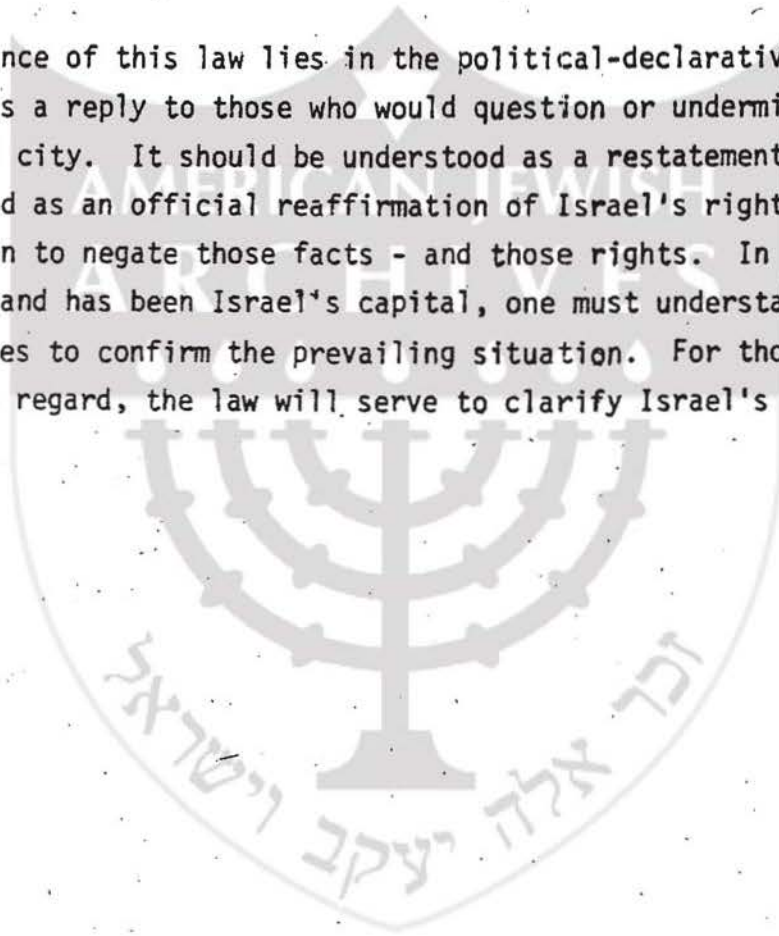 nce of this law lies in the political-declarativ
s a reply to those who would question or undermi
city. It should be understood as a restatement
d as an official reaffirmation of Israel's right
n to negate those facts - and those rights. In
and has been Israel's capital, one must understa
es to confirm the prevailing situation. For tho
regard, the law will serve to clarify Israel's
AMERICAN JEWISH
ARCHIVES
זכר אלה יעקב וישראל